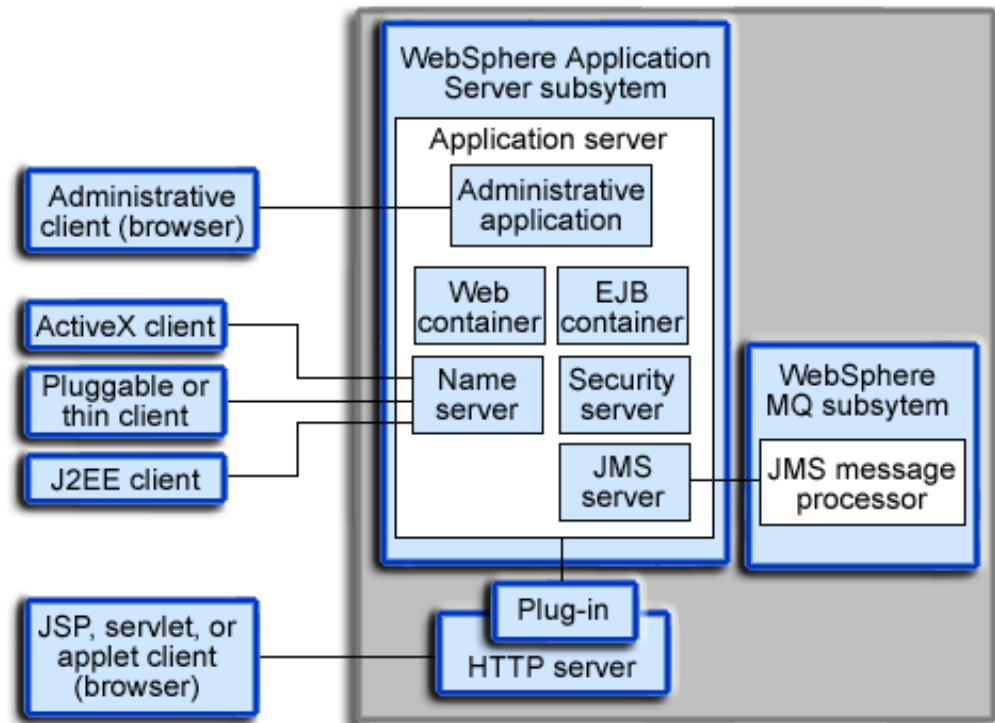 WebSphere Application
Server subsytem
Application server
Administrative
application
Administrative
client (browser)
Web
container
EJB
container
ActiveX client
Pluggable or
thin client
J2EE client
Name
server
Security
server
JMS
server
WebSphere
MQ subsytem
JMS message
processor
Plug-in
HTTP server
JSP, servlet, or
applet client
(browser)